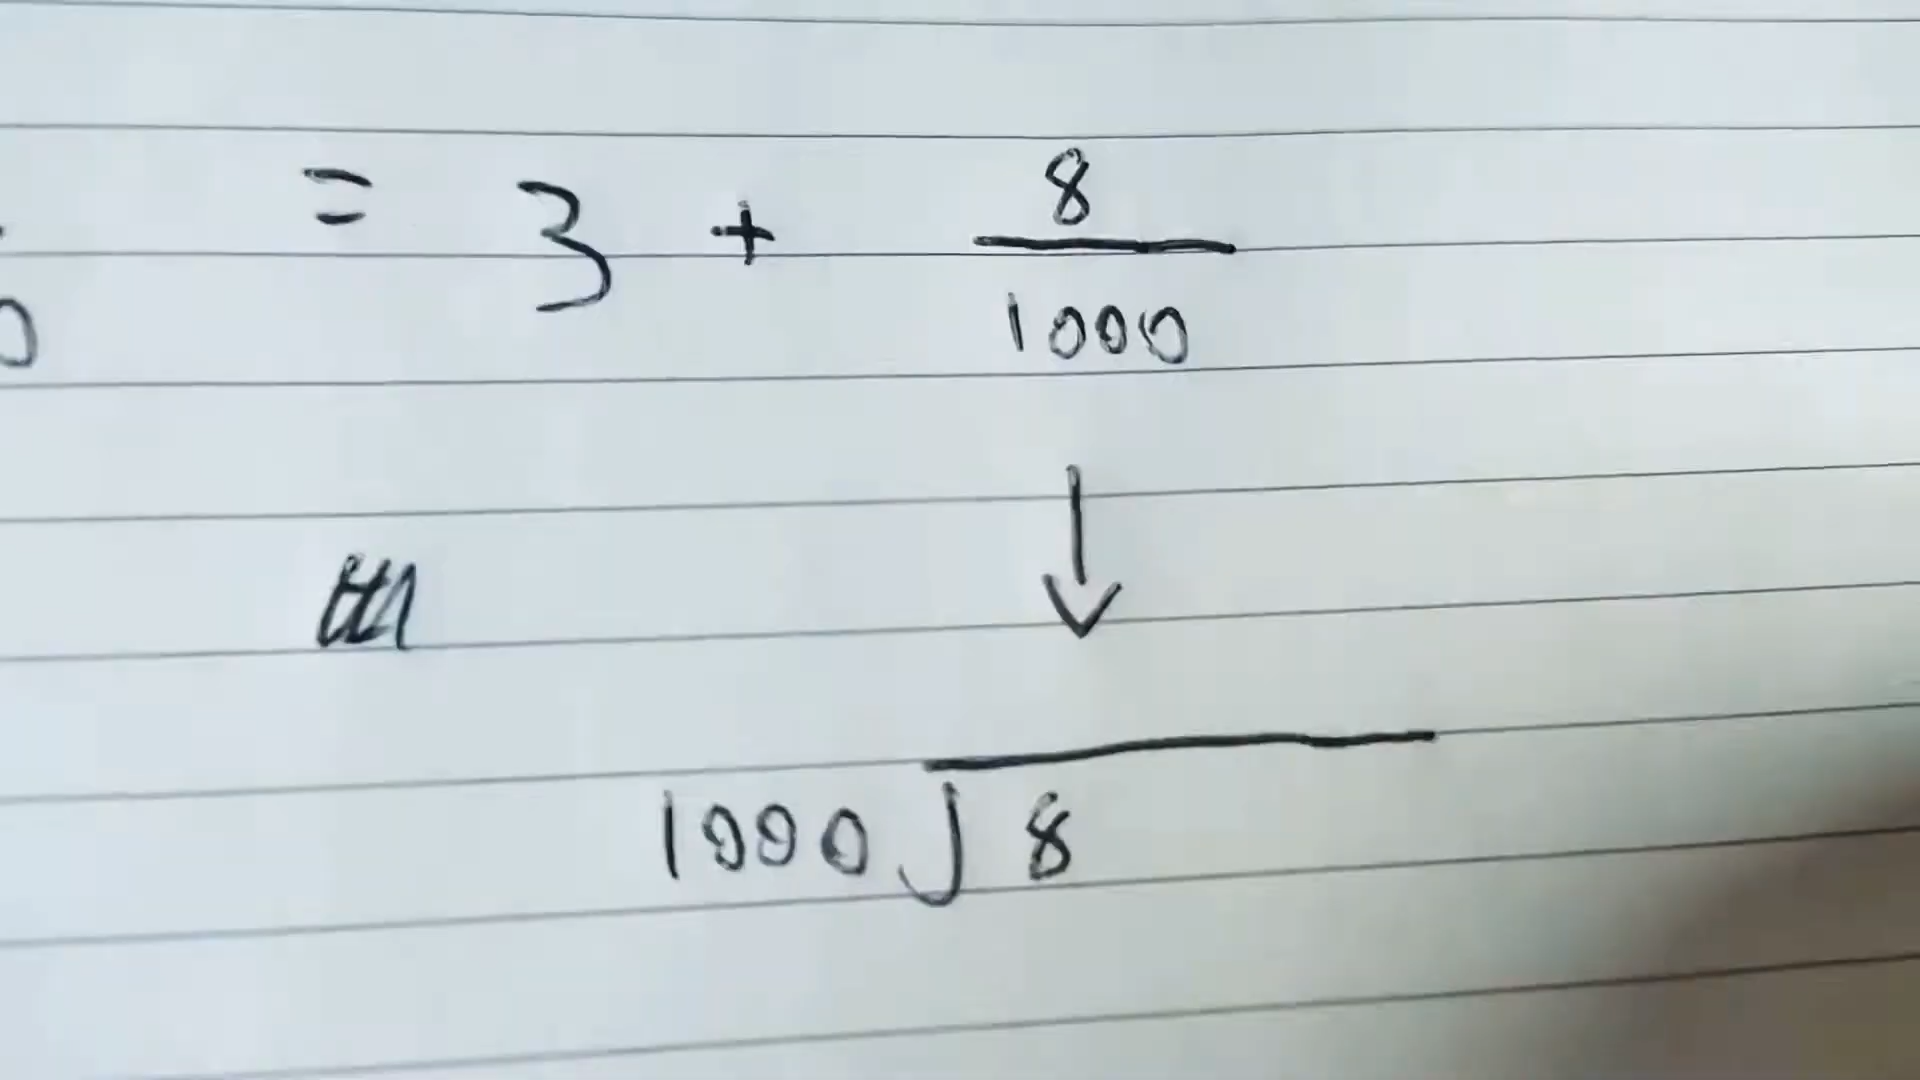 = 3 + 8/1000
↓
1000 ) 8